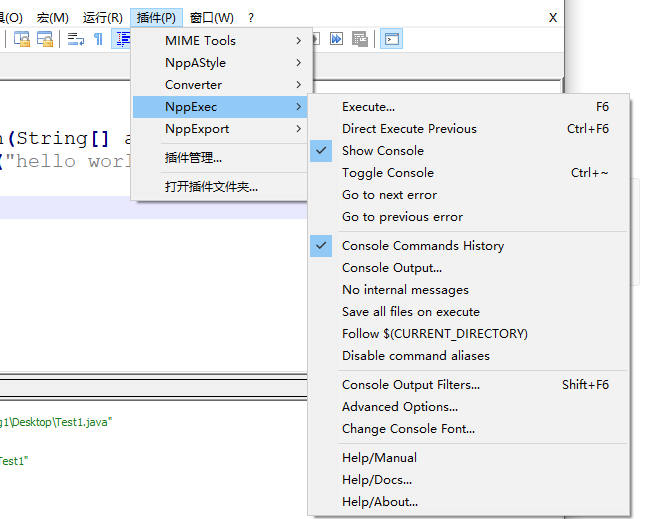 (O) 宏(M) 运行(R) 插件(P) 窗口(W) ? X
MIME Tools
NppAStyle
Converter
NppExec
NppExport
插件管理...
打开插件文件夹...
Execute... F6
Direct Execute Previous Ctrl+F6
Show Console
Toggle Console Ctrl+~
Go to next error
Go to previous error
Console Commands History
Console Output...
No internal messages
Save all files on execute
Follow $(CURRENT_DIRECTORY)
Disable command aliases
Console Output Filters... Shift+F6
Advanced Options...
Change Console Font...
Help/Manual
Help/Docs...
Help/About...
(String[] a
("hello worl
g1\Desktop\Test1.java"
Test1"